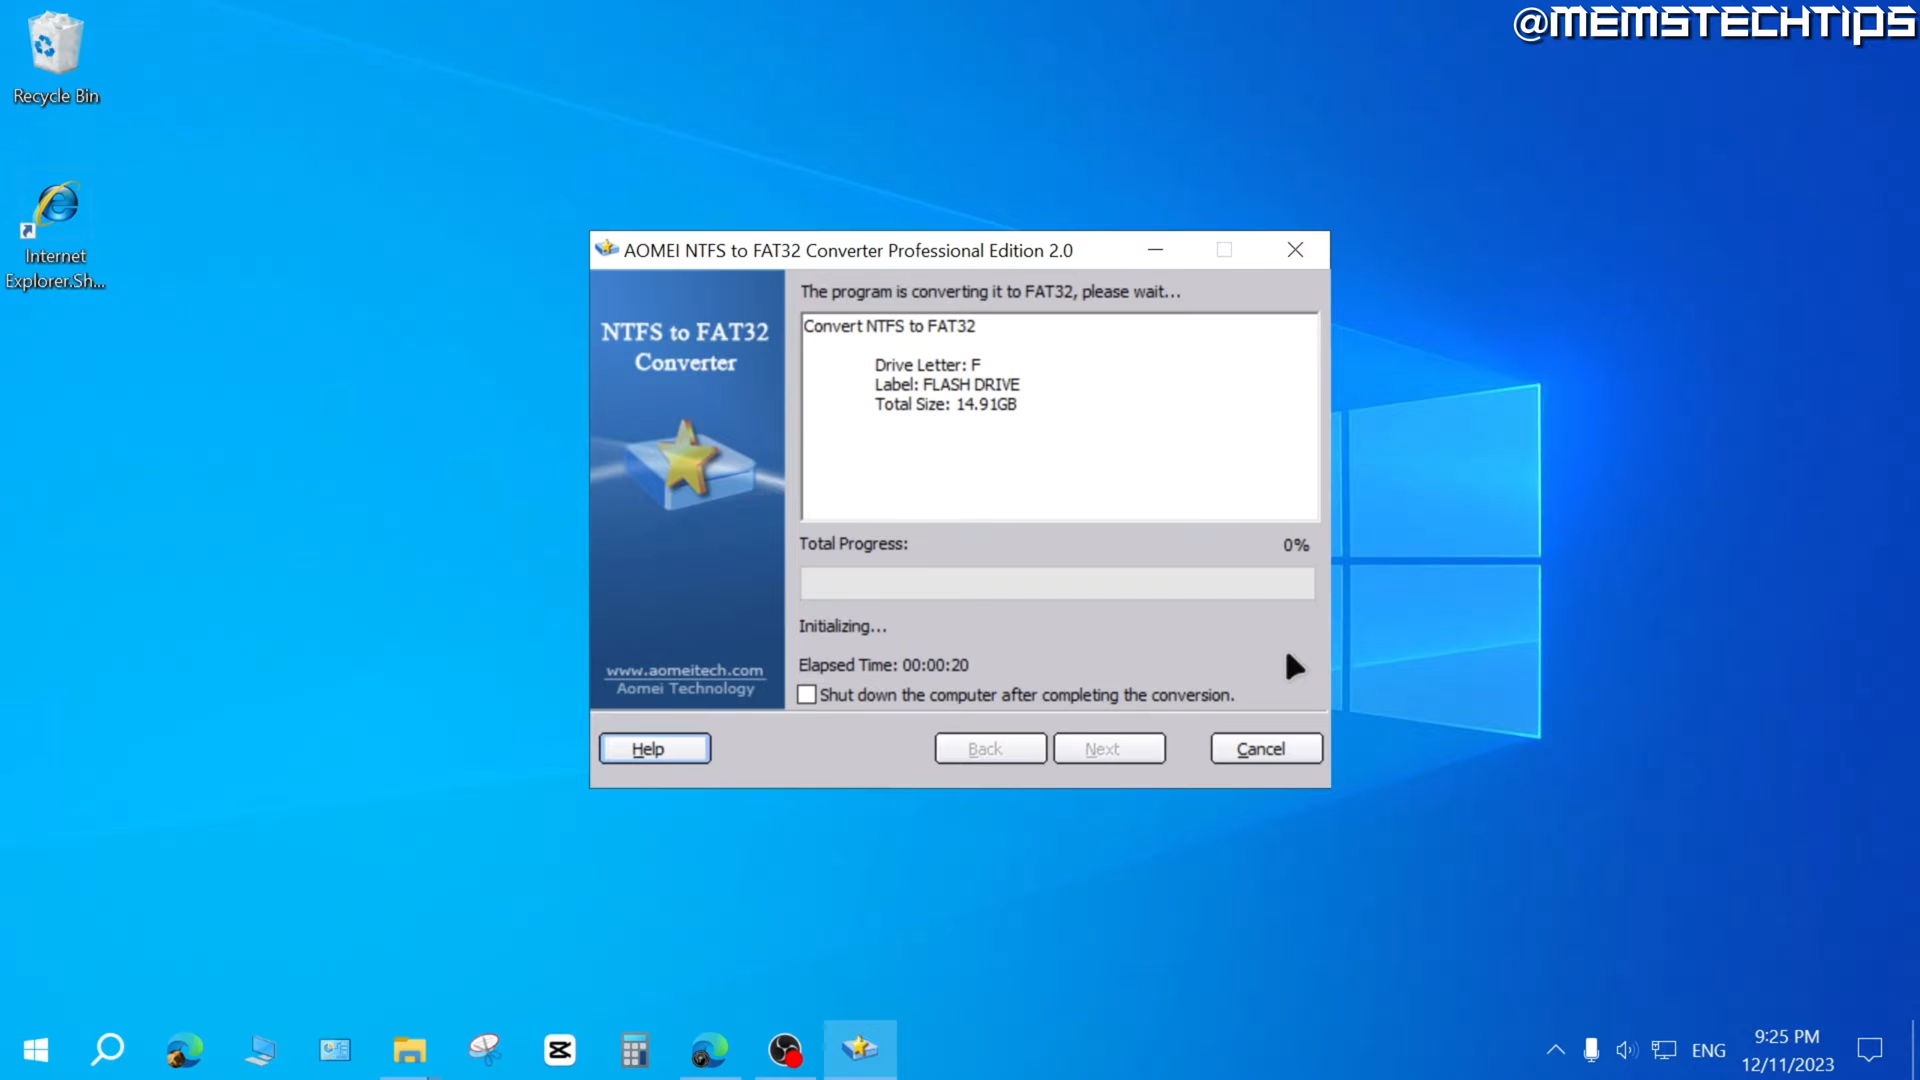 @MEMSTECHTIPS
Recycle Bin
Internet
Explorer.Sh...
AOMEI NTFS to FAT32 Converter Professional Edition 2.0
NTFS to FAT32
Converter
www.aomeitech.com
Aomei Technology
The program is converting it to FAT32, please wait...
Convert NTFS to FAT32
Drive Letter: F
Label: FLASH DRIVE
Total Size: 14.91GB
Total Progress:
0%
Initializing...
Elapsed Time: 00:00:20
Shut down the computer after completing the conversion.
Help
Back
Next
Cancel
ENG
9:25 PM
12/11/2023